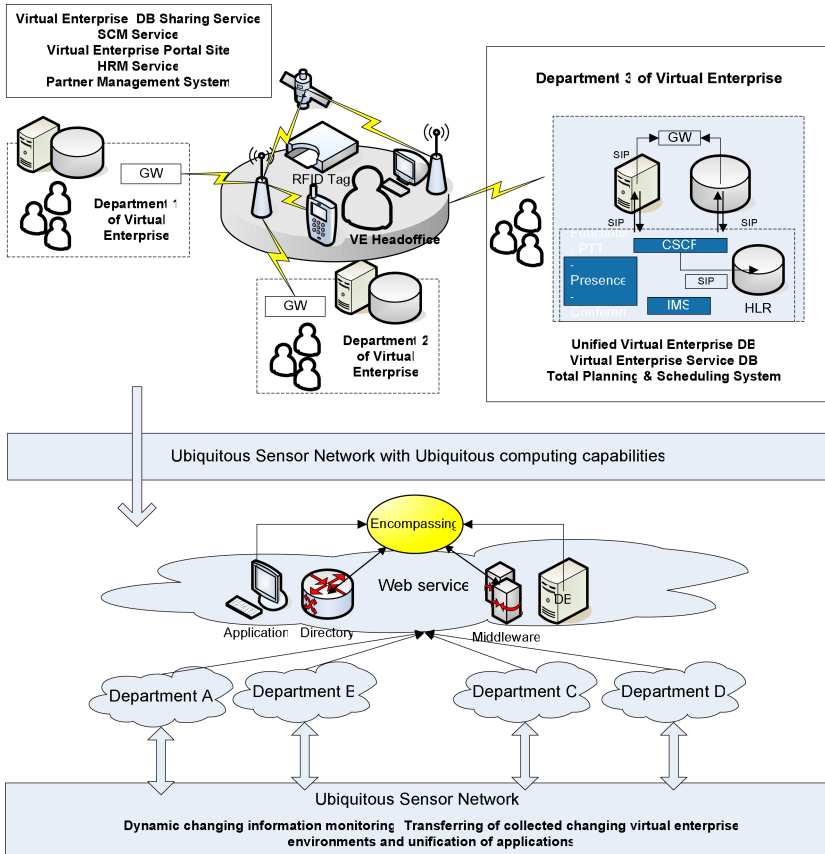 Virtual Enterprise DB Sharing Service
SCM Service
Virtual Enterprise Portal Site
HRM Service
Partner Management System
GW
Department 1
of Virtual
Enterprise
RFID Tag
VE Headoffice
GW
Department 2
of Virtual
Enterprise
Department 3 of Virtual Enterprise
GW
SIP
SIP
SIP
Functions
- PTT
-
Presence
-
Conferen
CSCF
SIP
IMS
HLR
Unified Virtual Enterprise DB
Virtual Enterprise Service DB
Total Planning & Scheduling System
Ubiquitous Sensor Network with Ubiquitous computing capabilities
Encompassing
Web service
DE
Application
Directory
Middleware
Department A
Department B
Department C
Department D
Ubiquitous Sensor Network
Dynamic changing information monitoring Transferring of collected changing virtual enterprise
environments and unification of applications